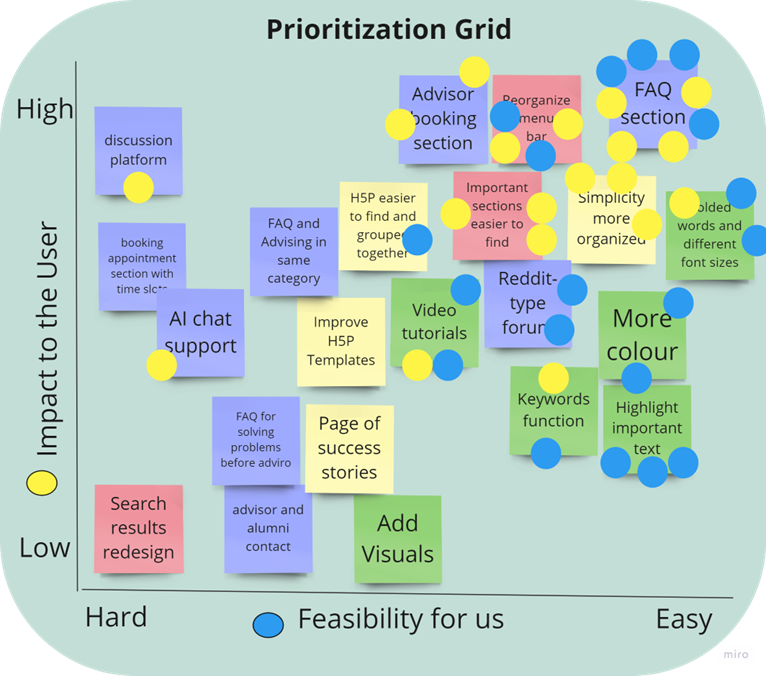 Prioritization Grid
High
Impact to the User
Low
Hard
Feasibility for us
Easy
discussion
platform
Advisor
booking
section
Reorganize
menu
bar
FAQ
section
booking
appointment
section with
time slots
FAQ and
Advising in
same
category
H5P easier
to find and
grouped
together
Important
sections
easier to
find
Simplicity
more
organized
words and
different
font sizes
AI chat
support
Improve
H5P
Templates
Video
tutorials
Reddit-
type
forum
More
colour
Keywords
function
Highlight
important
text
FAQ for
solving
problems
before adviro
Page of
success
stories
Search
results
redesign
advisor and
alumni
contact
Add
Visuals
miro